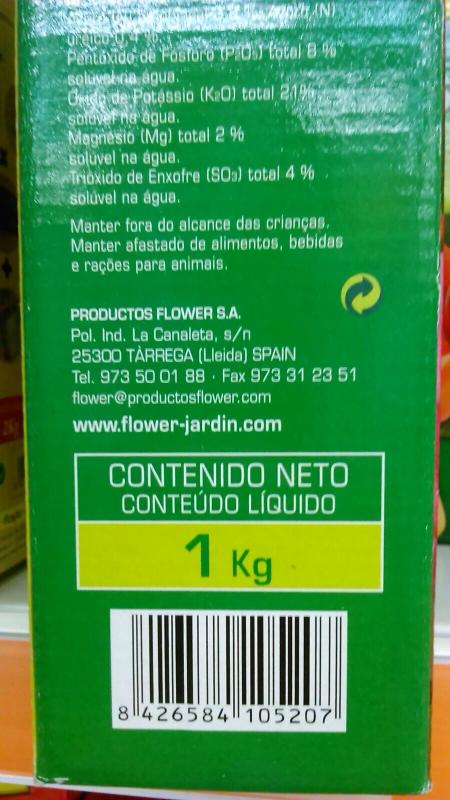 (N)
ureico 0,4 %
Pentóxido de Fósforo (P₂O₅) total 8 %
solúvel na água.
Óxido de Potássio (K₂O) total 21%
solúvel na água.
Magnésio (Mg) total 2 %
solúvel na água.
Trióxido de Enxofre (SO₃) total 4 %
solúvel na água.
Manter fora do alcance das crianças.
Manter afastado de alimentos, bebidas
e rações para animais.
PRODUCTOS FLOWER S.A.
Pol. Ind. La Canaleta, s/n
25300 TÀRREGA (Lleida) SPAIN
Tel. 973 50 01 88 · Fax 973 31 23 51
flower@productosflower.com
www.flower-jardin.com
CONTENIDO NETO
CONTEÚDO LÍQUIDO
1 Kg
8 426584 105207